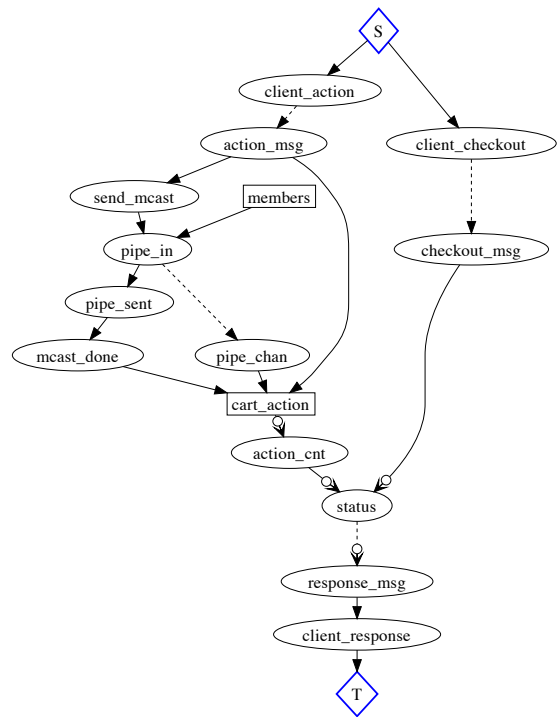 S
client_action
action_msg
client_checkout
send_mcast
members
pipe_in
checkout_msg
pipe_sent
mcast_done
pipe_chan
cart_action
action_cnt
status
response_msg
client_response
T